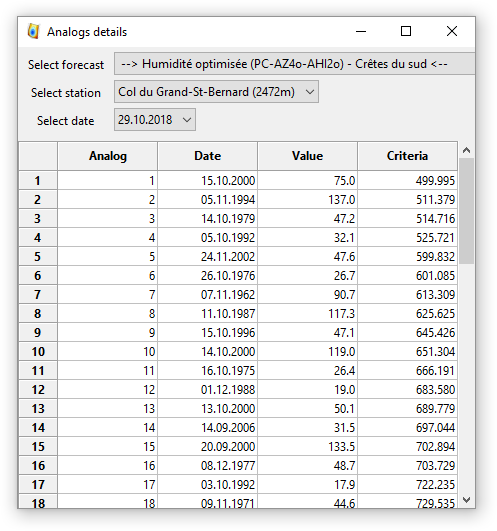 Analogs details
Select forecast --> Humidité optimisée (PC-AZ4o-AHI2o) - Crêtes du sud <--
Select station Col du Grand-St-Bernard (2472m)
Select date 29.10.2018
Analog Date Value Criteria
1 1 15.10.2000 75.0 499.995
2 2 05.11.1994 137.0 511.379
3 3 14.10.1979 47.2 514.716
4 4 05.10.1992 32.1 525.721
5 5 24.11.2002 47.6 599.832
6 6 26.10.1976 26.7 601.085
7 7 07.11.1962 90.7 613.309
8 8 11.10.1987 117.3 625.625
9 9 15.10.1996 47.1 645.426
10 10 14.10.2000 119.0 651.304
11 11 16.10.1975 26.4 666.191
12 12 01.12.1988 19.0 683.580
13 13 13.10.2000 50.1 689.779
14 14 14.09.2006 31.5 697.044
15 15 20.09.2000 133.5 702.894
16 16 08.12.1977 48.7 703.729
17 17 03.10.1992 17.9 722.235
18 18 09.11.1971 44.6 729.535